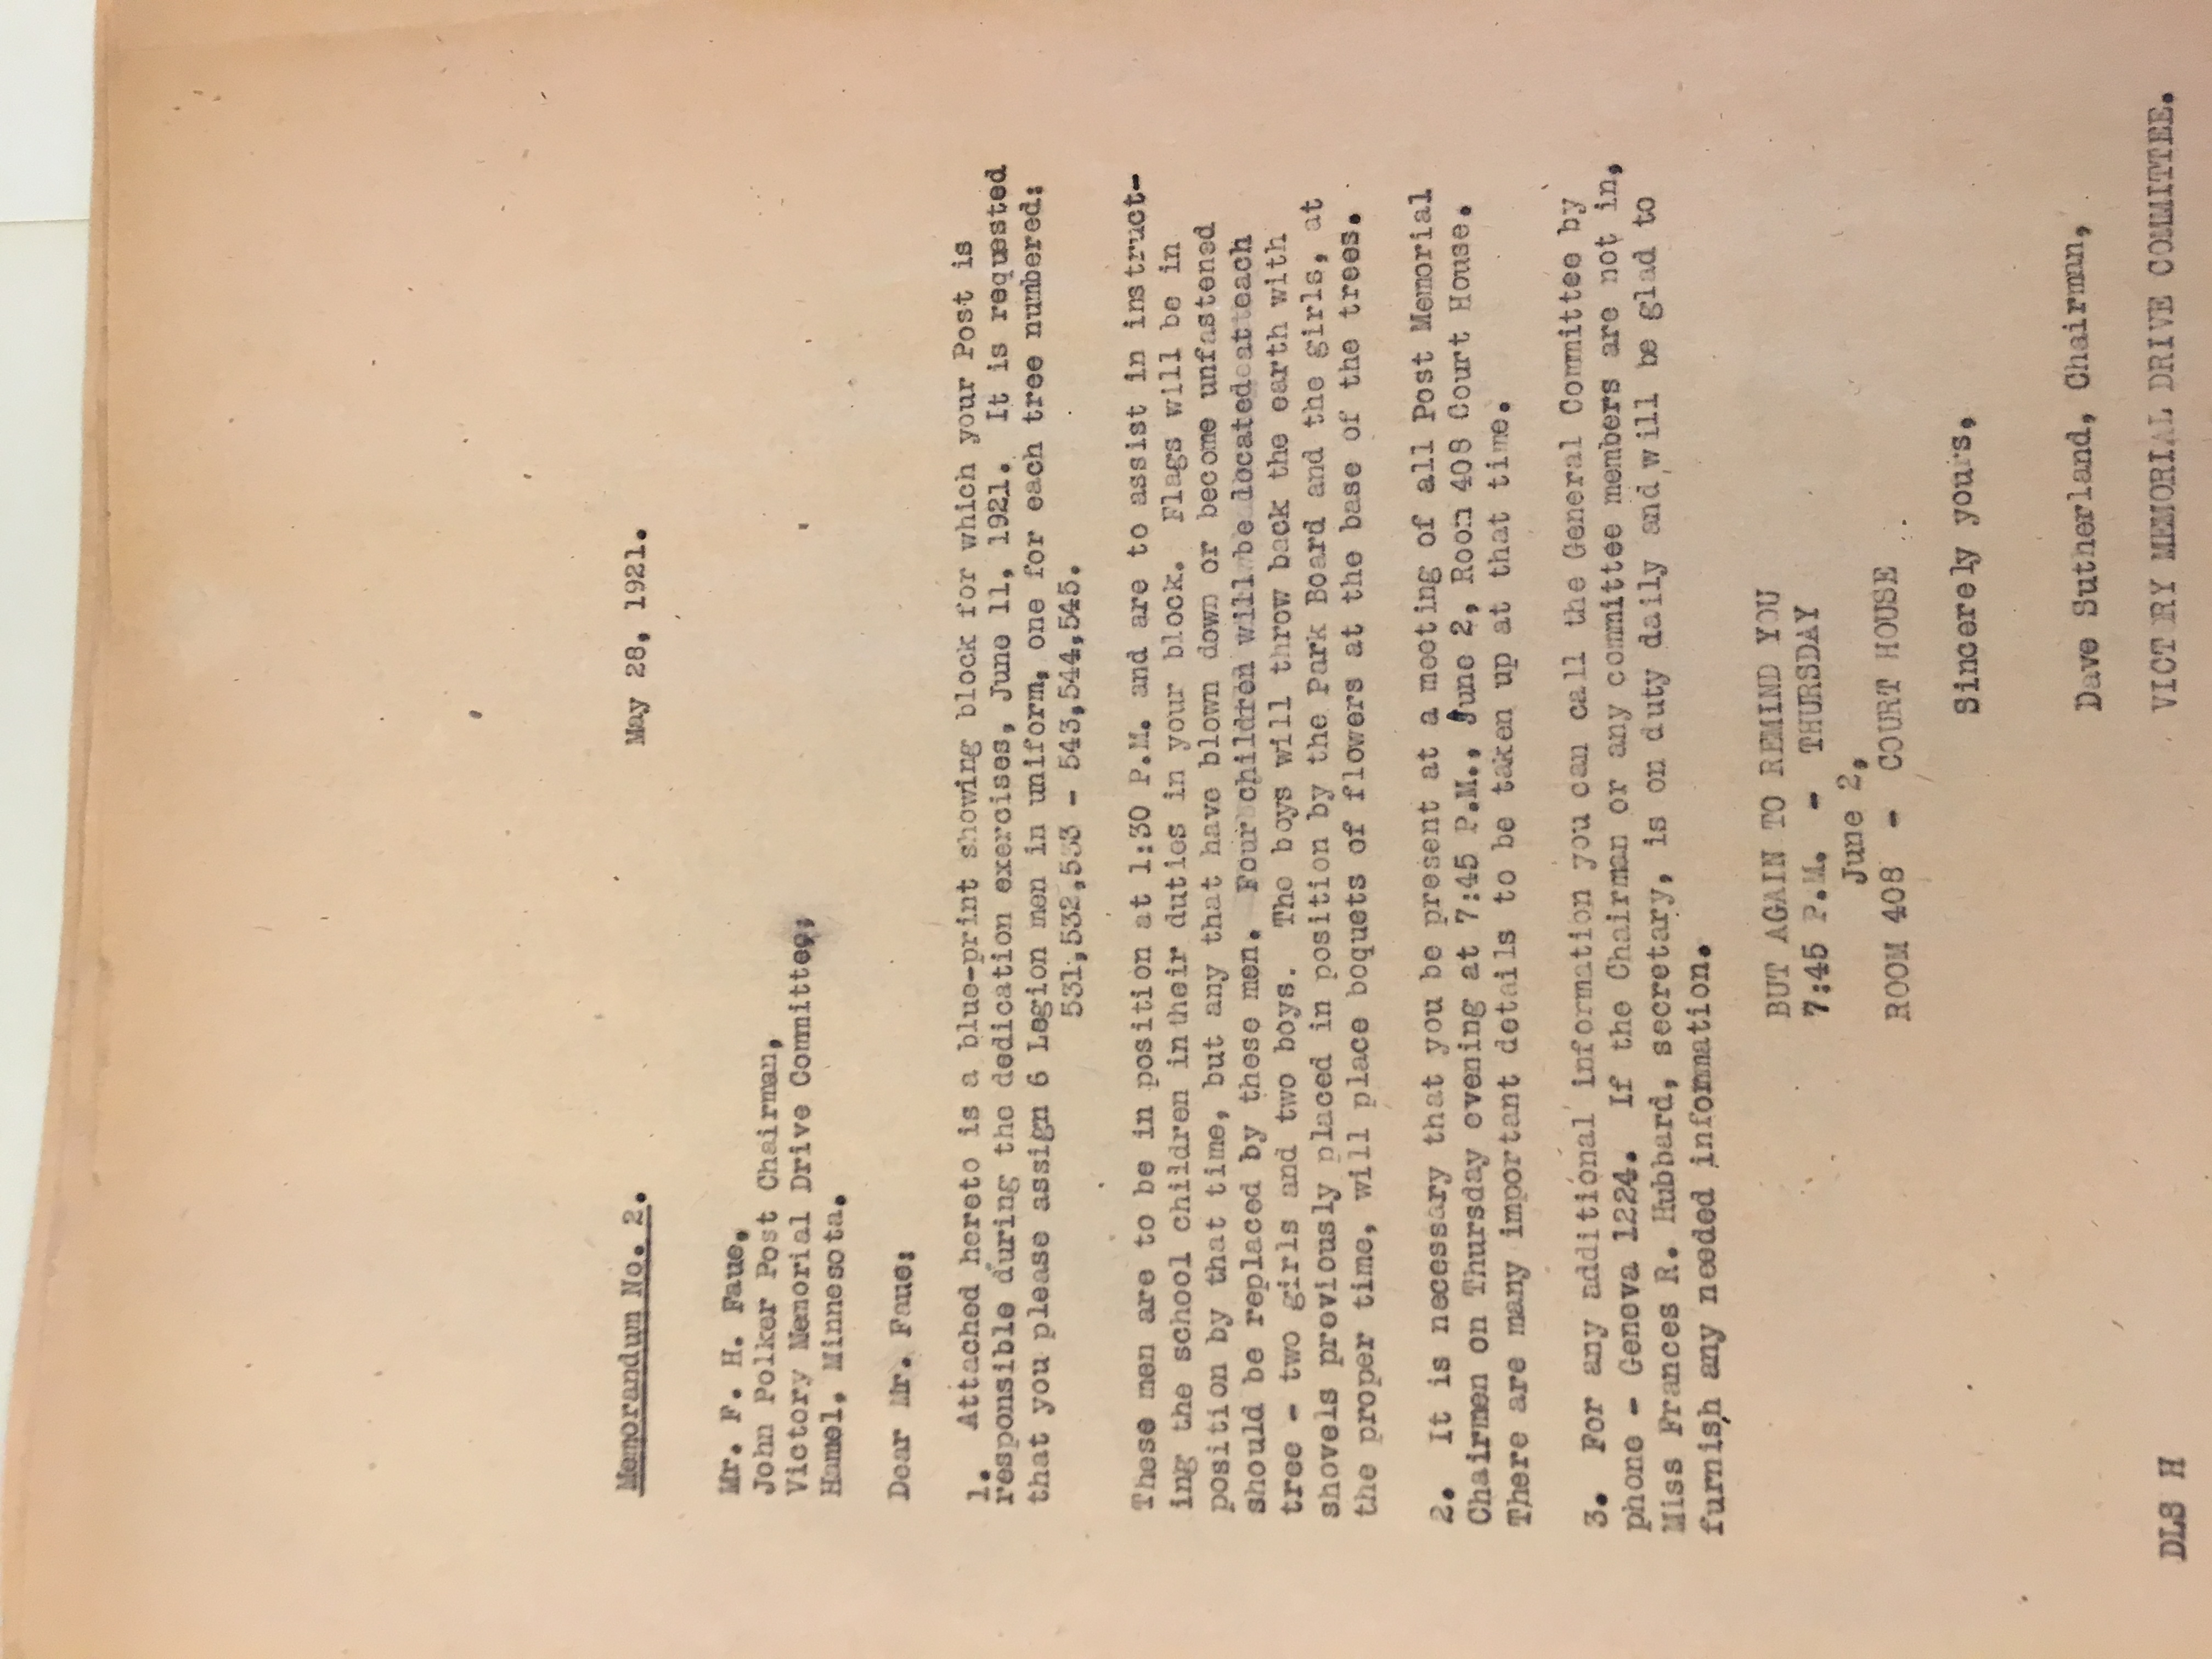 Memorandum No. 2.
May 28, 1921.
Mr. F. H. Faue,
John Polker Post Chairman,
Victory Memorial Drive Committee;
Hamel, Minnesota.
Dear Mr. Faue:
1. Attached hereto is a blue-print showing block for which your Post is
responsible during the dedication exercises, June 11, 1921. It is requested
that you please assign 6 Legion men in uniform, one for each tree numbered:
531,532,533 - 543,544,545.
These men are to be in position at 1:30 P.M. and are to assist in instruct-
ing the school children in their duties in your block. Flags will be in
position by that time, but any that have blown down or become unfastened
should be replaced by these men. Four children will be located at each
tree - two girls and two boys. The boys will throw back the earth with
shovels previously placed in position by the Park Board and the girls, at
the proper time, will place boquets of flowers at the base of the trees.
2. It is necessary that you be present at a meeting of all Post Memorial
Chairmen on Thursday evening at 7:45 P.M., June 2, Room 408 Court House.
There are many important details to be taken up at that time.
3. For any additional information you can call the General Committee by
phone - Geneva 1224. If the Chairman or any committee members are not in,
Miss Frances R. Hubbard, secretary, is on duty daily and will be glad to
furnish any needed information.
BUT AGAIN TO REMIND YOU
7:45 P.M. - THURSDAY
June 2,
ROOM 408 - COURT HOUSE
Sincerely yours,
Dave Sutherland, Chairman,
VICTORY MEMORIAL DRIVE COMMITTEE.
DLS H